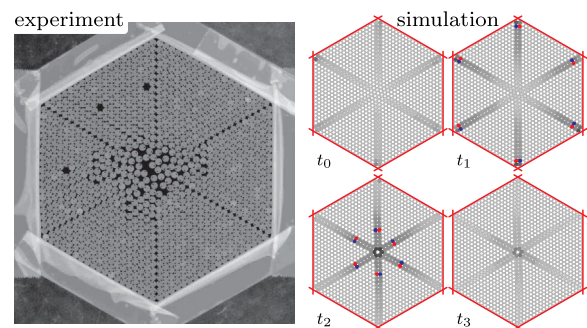 experiment
simulation
t0
t1
t2
t3